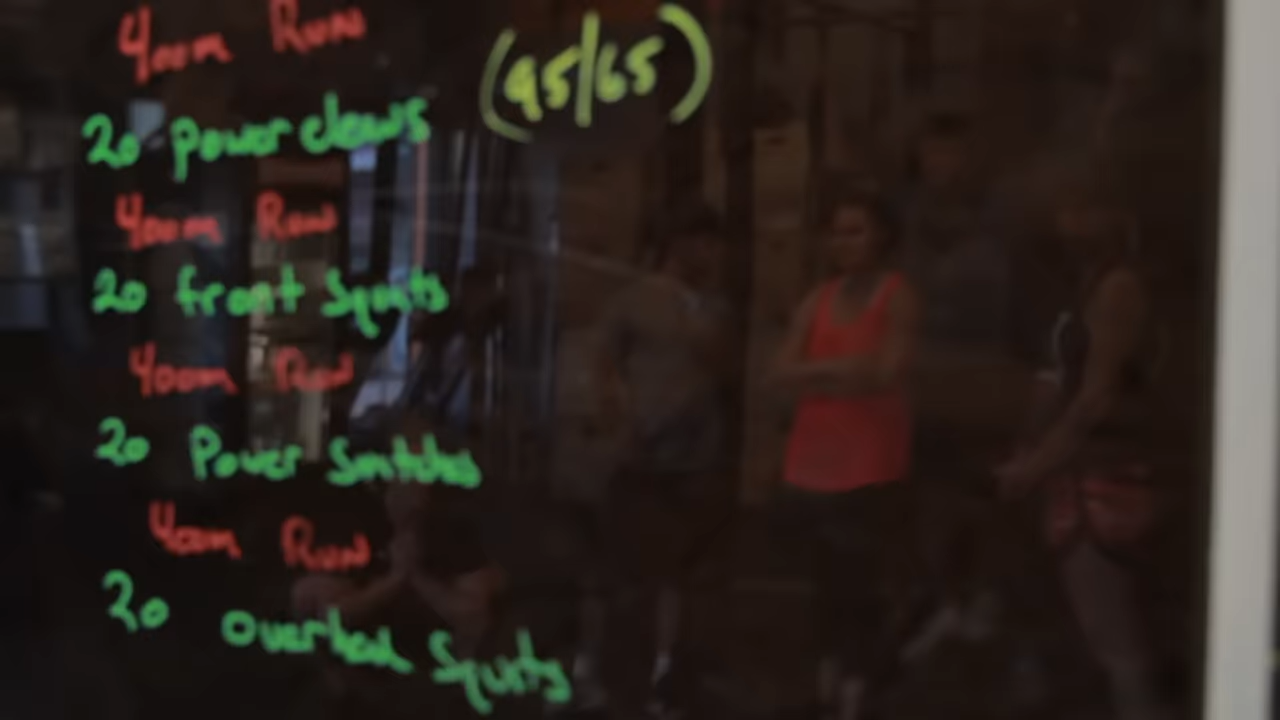 400m Run (95/65)
20 Power cleans
400m Run
20 front Squats
400m Run
20 Power Snatches
400m Run
20 overhead Squats